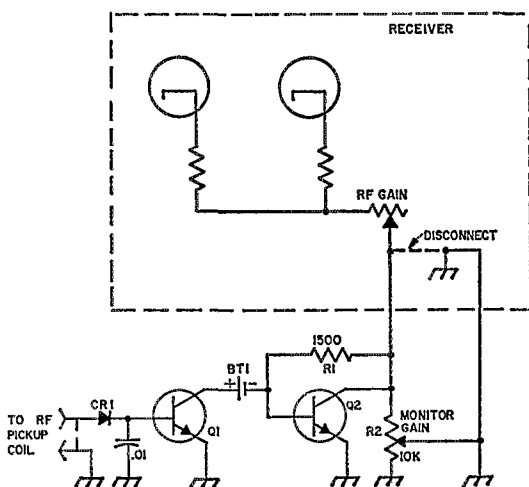 RECEIVER
RF GAIN
DISCONNECT
1500
R1
BT1
+ -
CR1
Q1
Q2
TO RF
PICKUP
COIL
.01
R2
MONITOR
GAIN
10K